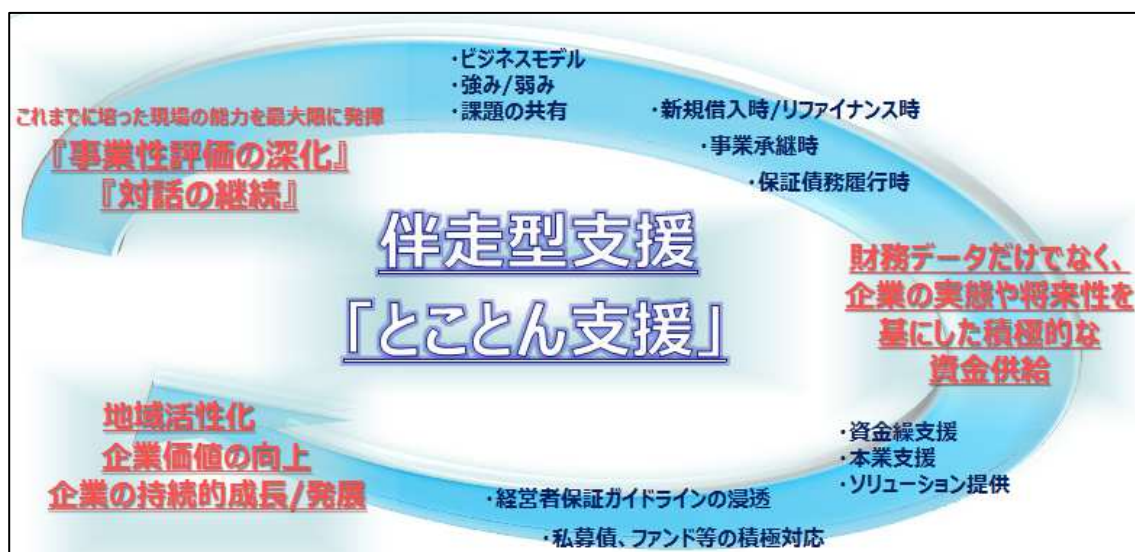 ・ビジネスモデル
・強み/弱み
・課題の共有
これまでに培った現場の能力を最大限に発揮
『事業性評価の深化』
『対話の継続』
・新規借入時/リファイナンス時
・事業承継時
・保証債務履行時
伴走型支援
「とことん支援」
財務データだけでなく、
企業の実態や将来性を
基にした積極的な
資金供給
・資金繰支援
・本業支援
・ソリューション提供
・経営者保証ガイドラインの浸透
・私募債、ファンド等の積極対応
地域活性化
企業価値の向上
企業の持続的成長/発展